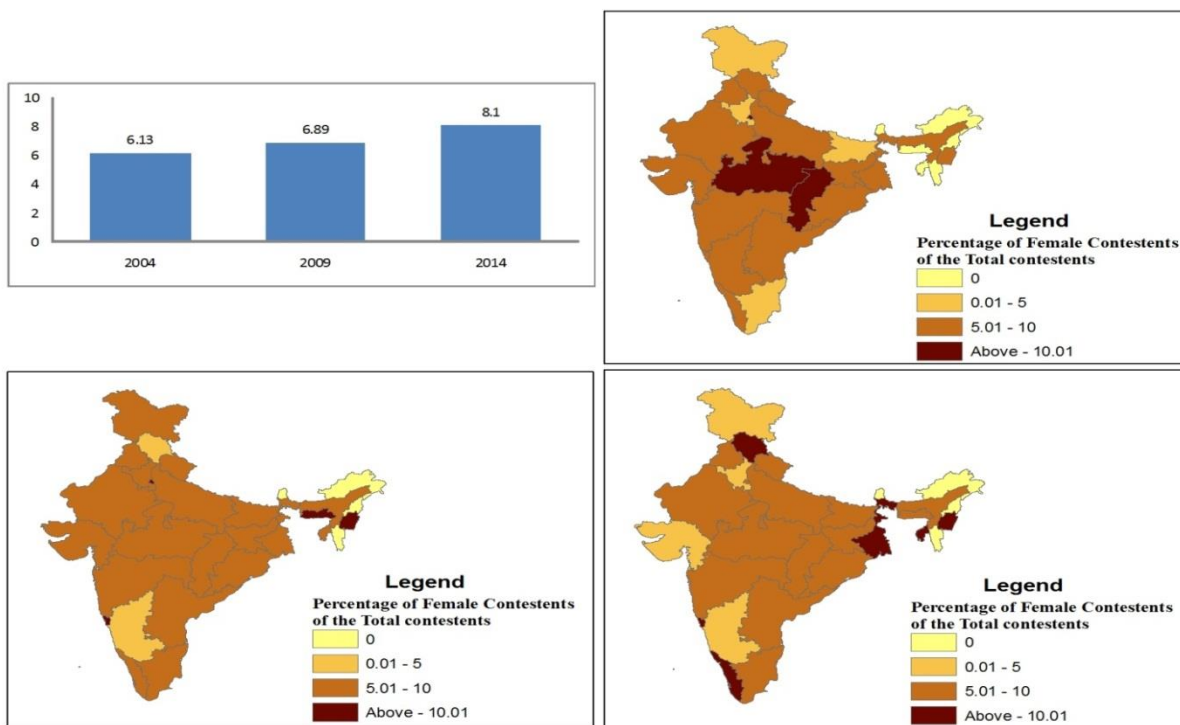 10
8
6
4
2
0
6.13
6.89
8.1
2004
2009
2014
Legend
Percentage of Female Contestents
of the Total contestents
0
0.01 - 5
5.01 - 10
Above - 10.01
Legend
Percentage of Female Contestents
of the Total contestents
0
0.01 - 5
5.01 - 10
Above - 10.01
Legend
Percentage of Female Contestents
of the Total contestents
0
0.01 - 5
5.01 - 10
Above - 10.01